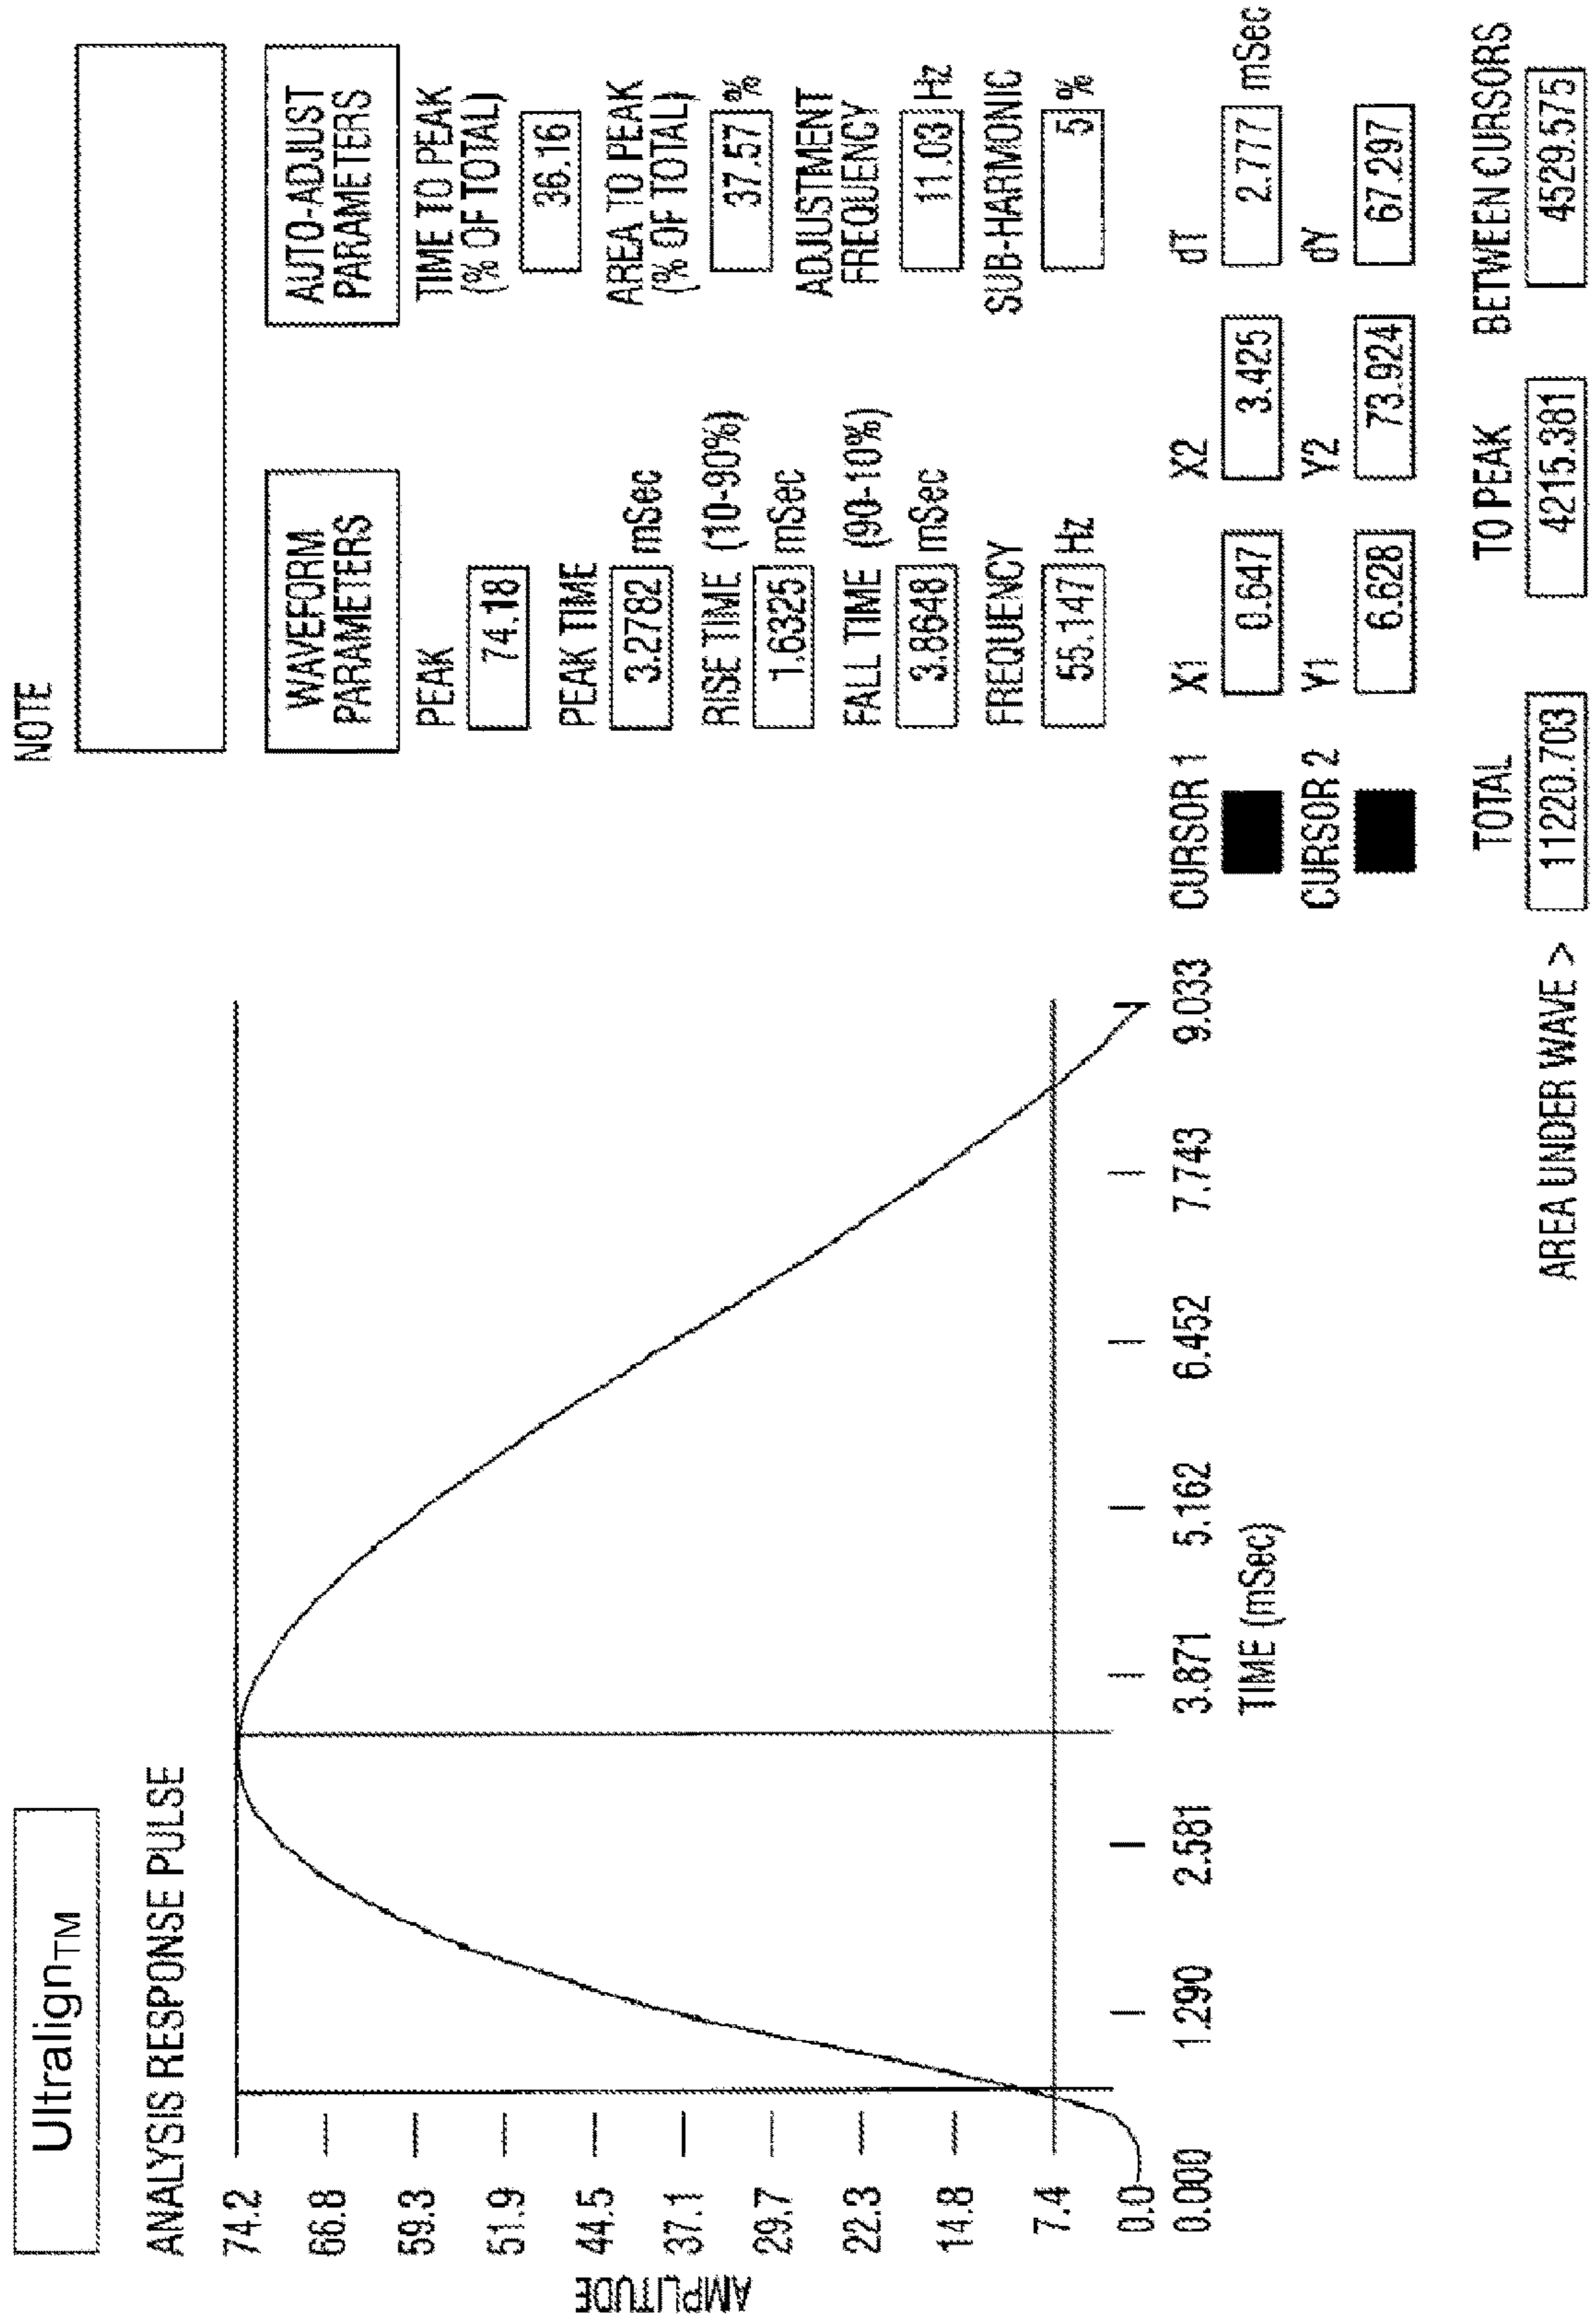 Ultralign TM
NOTE
ANALYSIS RESPONSE PULSE
AMPLITUDE
74.2
66.8
59.3
51.9
44.5
37.1
29.7
22.3
14.8
7.4
0.0
0.000 1.290 2.581 3.871 5.162 6.452 7.743 9.033
TIME (mSec)
WAVEFORM
PARAMETERS
PEAK
74.18
PEAK TIME
3.2782 mSec
RISE TIME (10-90%)
1.6325 mSec
FALL TIME (90-10%)
3.8648 mSec
FREQUENCY
55.147 Hz
AUTO-ADJUST
PARAMETERS
TIME TO PEAK
(% OF TOTAL)
36.16
AREA TO PEAK
(% OF TOTAL)
37.57 %
ADJUSTMENT
FREQUENCY
11.03 Hz
SUB-HARMONIC
5 %
CURSOR 1 X1 X2 dT
0.647 3.425 2.777 mSec
CURSOR 2 Y1 Y2 dY
6.628 73.924 67.297
TOTAL TO PEAK BETWEEN CURSORS
AREA UNDER WAVE > 11220.703 4215.381 4529.575